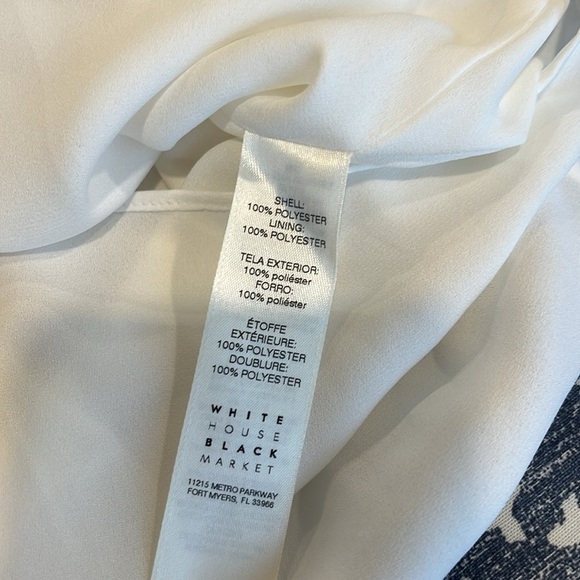 SHELL:
100% POLYESTER
LINING:
100% POLYESTER
TELA EXTERIOR:
100% poliéster
FORRO:
100% poliéster
ÉTOFFE
EXTÉRIEURE:
100% POLYESTER
DOUBLURE:
100% POLYESTER
WHITE
HOUSE
BLACK
MARKET
11215 METRO PARKWAY
FORT MYERS, FL 33966